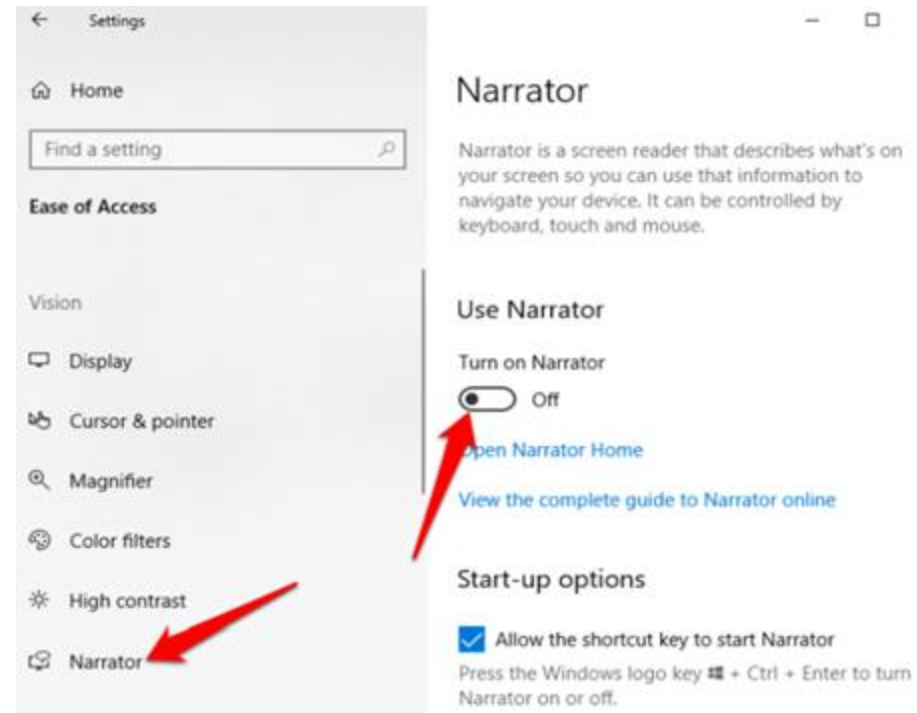 Settings
Home
Find a setting
Ease of Access
Vision
Display
Cursor & pointer
Magnifier
Color filters
High contrast
Narrator
Narrator
Narrator is a screen reader that describes what's on
your screen so you can use that information to
navigate your device. It can be controlled by
keyboard, touch and mouse.
Use Narrator
Turn on Narrator
Off
Open Narrator Home
View the complete guide to Narrator online
Start-up options
Allow the shortcut key to start Narrator
Press the Windows logo key + Ctrl + Enter to turn
Narrator on or off.